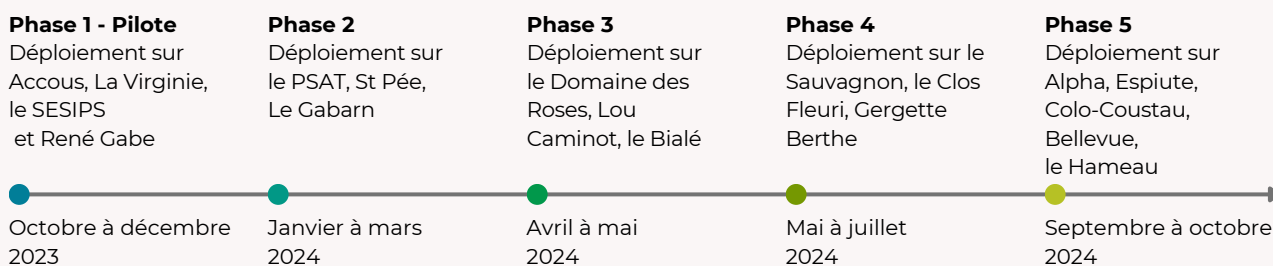 Phase 1 - Pilote
Déploiement sur
Accous, La Virginie,
le SESIPS
et René Gabe
Octobre à décembre
2023
Phase 2
Déploiement sur
le PSAT, St Pée,
Le Gabarn
Janvier à mars
2024
Phase 3
Déploiement sur
le Domaine des
Roses, Lou
Caminot, le Bialé
Avril à mai
2024
Phase 4
Déploiement sur le
Sauvagnon, le Clos
Fleuri, Gergette
Berthe
Mai à juillet
2024
Phase 5
Déploiement sur
Alpha, Espiute,
Colo-Coustau,
Bellevue,
le Hameau
Septembre à octobre
2024